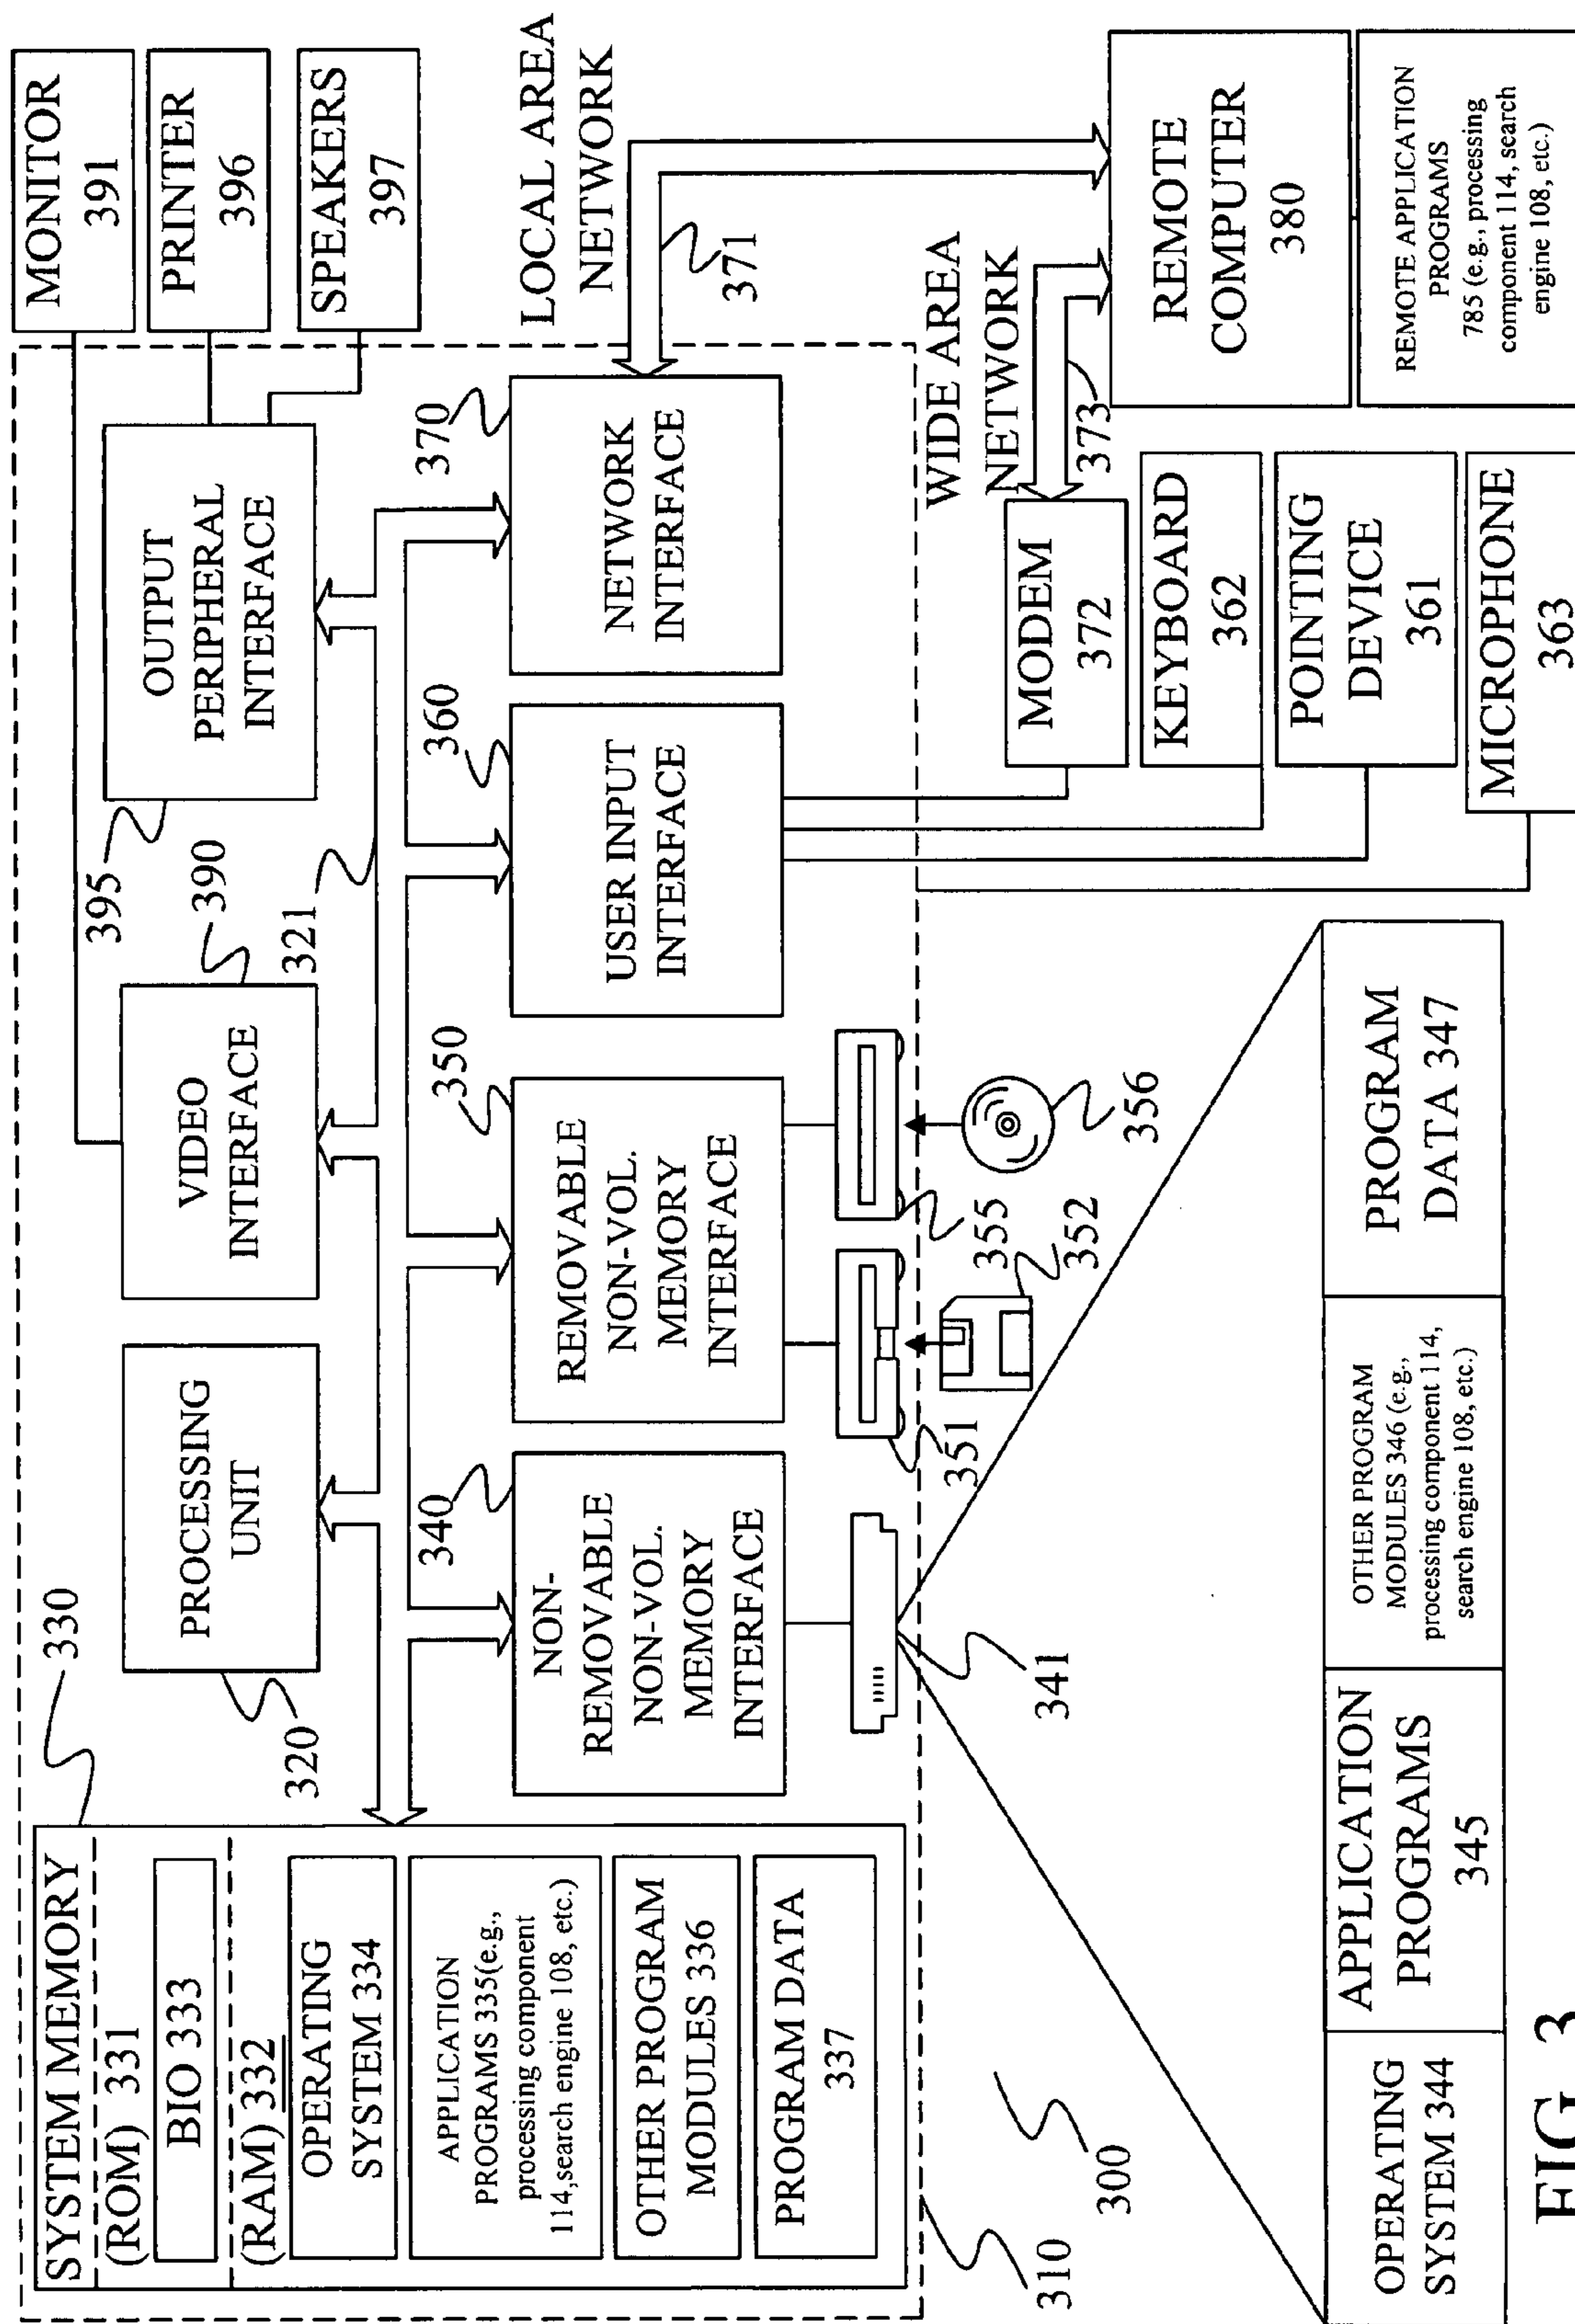 SYSTEM MEMORY
(ROM) 331
BIO 333
(RAM) 332
OPERATING
SYSTEM 334
APPLICATION
PROGRAMS 335(e.g.,
processing component
114,search engine 108, etc.)
OTHER PROGRAM
MODULES 336
PROGRAM DATA
337
330
320
PROCESSING
UNIT
VIDEO
INTERFACE
390
321
395
OUTPUT
PERIPHERAL
INTERFACE
MONITOR
391
PRINTER
396
SPEAKERS
397
340
NON-
REMOVABLE
NON-VOL.
MEMORY
INTERFACE
350
REMOVABLE
NON-VOL.
MEMORY
INTERFACE
360
USER INPUT
INTERFACE
370
NETWORK
INTERFACE
LOCAL AREA
NETWORK
371
341
351
352
355
356
WIDE AREA
NETWORK
373
MODEM
372
KEYBOARD
362
POINTING
DEVICE
361
MICROPHONE
363
REMOTE
COMPUTER
380
REMOTE APPLICATION
PROGRAMS
785 (e.g., processing
component 114, search
engine 108, etc.)
310
300
OPERATING
SYSTEM 344
APPLICATION
PROGRAMS
345
OTHER PROGRAM
MODULES 346 (e.g.,
processing component 114,
search engine 108, etc.)
PROGRAM
DATA 347
FIG. 3